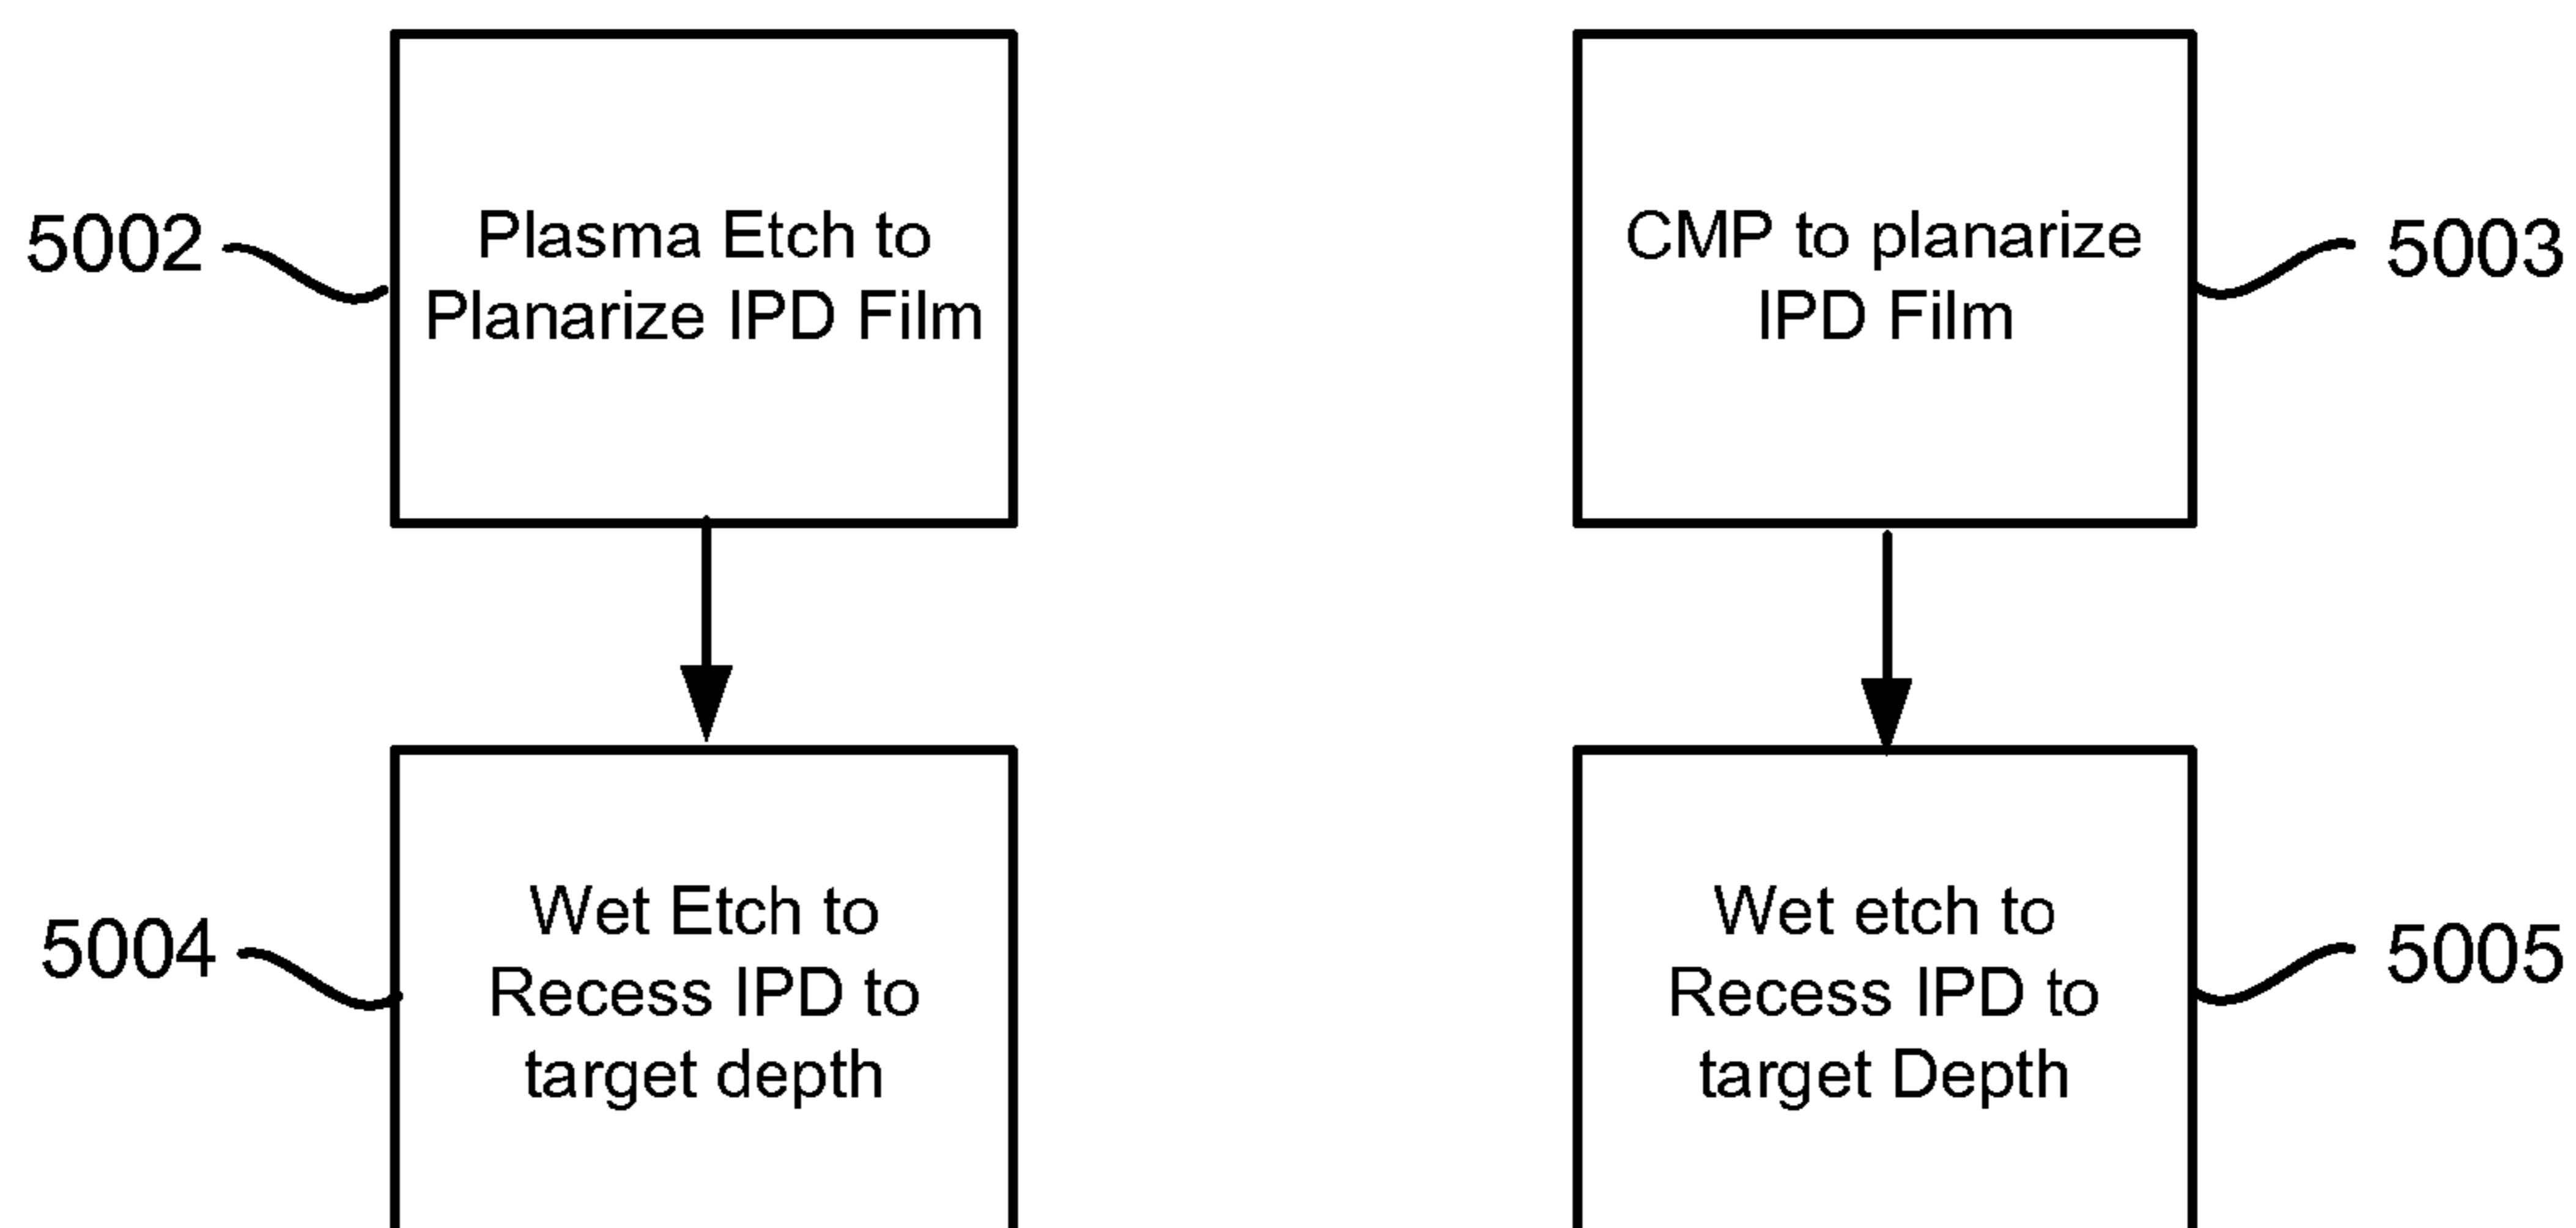 5002
Plasma Etch to
Planarize IPD Film
CMP to planarize
IPD Film
5003
5004
Wet Etch to
Recess IPD to
target depth
Wet etch to
Recess IPD to
target Depth
5005